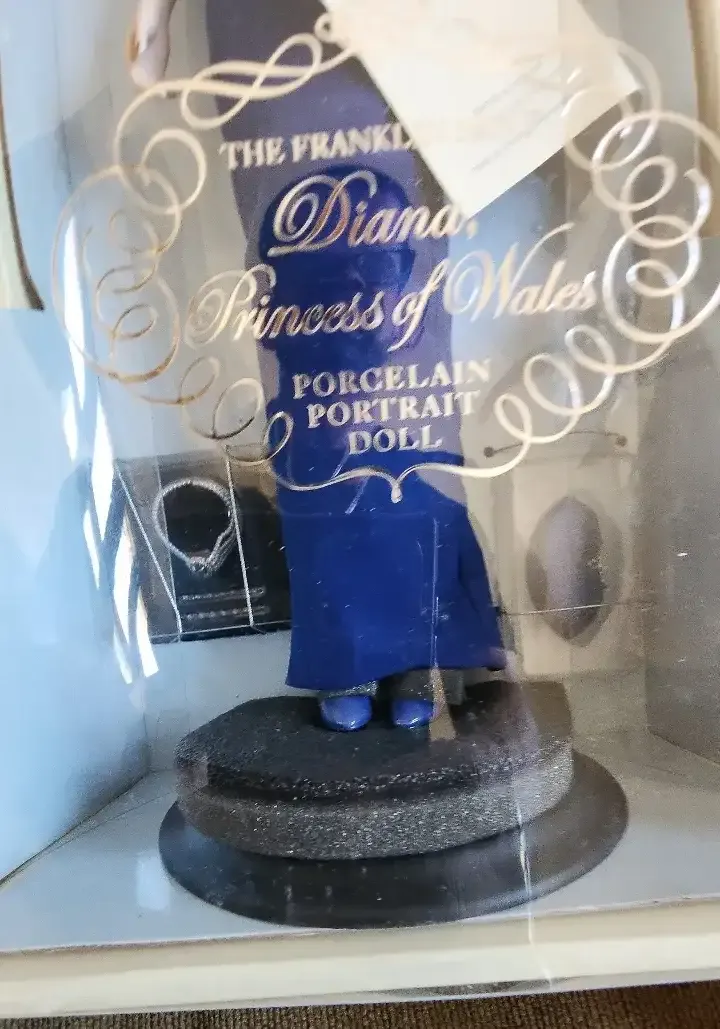 THE FRANKL
Diana,
Princess of Wales
PORCELAIN
PORTRAIT
DOLL